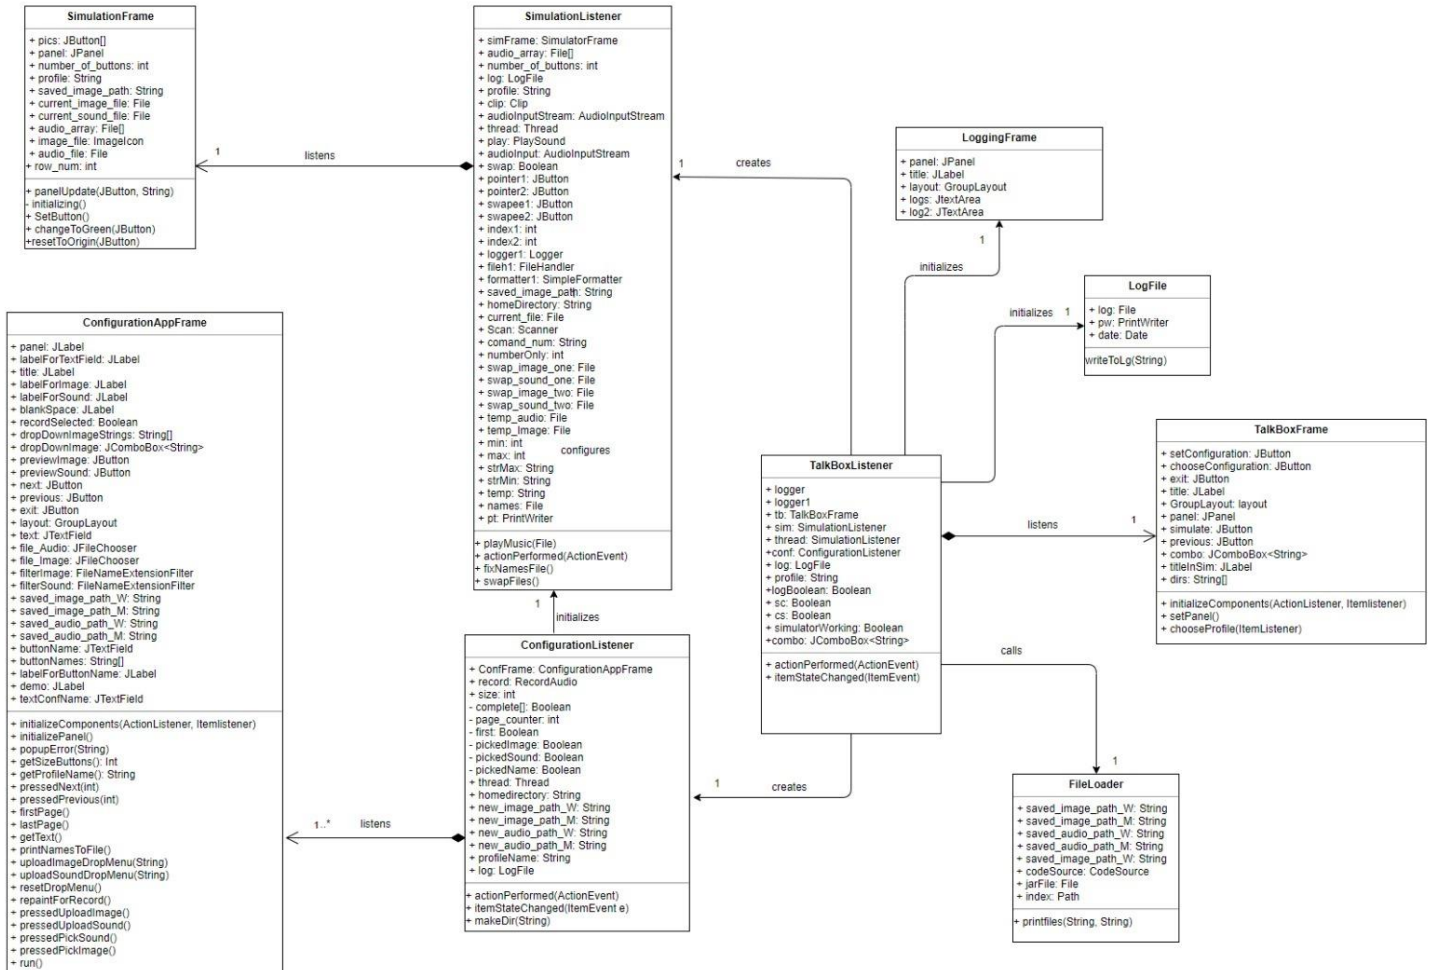 SimulationFrame
+ pics: JButton[]
+ panel: JPanel
+ number_of_buttons: int
+ profile: String
+ saved_image_path: String
+ current_image_file: File
+ current_sound_file: File
+ audio_array: File[]
+ image_file: ImageIcon
+ audio_file: File
+ row_num: int
+ panelUpdate(JButton, String)
- initializing()
+ SetButton()
+ changeToGreen(JButton)
+resetToOrigin(JButton)
1
listens
SimulationListener
+ simFrame: SimulatorFrame
+ audio_array: File[]
+ number_of_buttons: int
+ log: LogFile
+ profile: String
+ clip: Clip
+ audioInputStream: AudioInputStream
+ thread: Thread
+ play: PlaySound
+ audioInput: AudioInputStream
+ swap: Boolean
+ pointer1: JButton
+ pointer2: JButton
+ swapee1: JButton
+ swapee2: JButton
+ index1: int
+ index2: int
+ logger1: Logger
+ fileh1: FileHandler
+ formatter1: SimpleFormatter
+ saved_image_path: String
+ homeDirectory: String
+ current_file: File
+ Scan: Scanner
+ comand_num: String
+ numberOnly: int
+ swap_image_one: File
+ swap_sound_one: File
+ swap_image_two: File
+ swap_sound_two: File
+ temp_audio: File
+ temp_Image: File
+ min: int
+ max: int
configures
+ strMax: String
+ strMin: String
+ temp: String
+ names: File
+ pt: PrintWriter
+ playMusic(File)
+ actionPerformed(ActionEvent)
+ fixNamesFile()
+ swapFiles()
1
creates
LoggingFrame
+ panel: JPanel
+ title: JLabel
+ layout: GroupLayout
+ logs: JtextArea
+ log2: JTextArea
1
initializes
LogFile
+ log: File
+ pw: PrintWriter
+ date: Date
writeToLg(String)
initializes
1
ConfigurationAppFrame
+ panel: JLabel
+ labelForTextField: JLabel
+ title: JLabel
+ labelForImage: JLabel
+ labelForSound: JLabel
+ blankSpace: JLabel
+ recordSelected: Boolean
+ dropDownImageStrings: String[]
+ dropDownImage: JComboBox<String>
+ previewImage: JButton
+ previewSound: JButton
+ next: JButton
+ previous: JButton
+ exit: JButton
+ layout: GroupLayout
+ text: JTextField
+ file_Audio: JFileChooser
+ file_Image: JFileChooser
+ filterImage: FileNameExtensionFilter
+ filterSound: FileNameExtensionFilter
+ saved_image_path_W: String
+ saved_image_path_M: String
+ saved_audio_path_W: String
+ saved_audio_path_M: String
+ buttonName: JTextField
+ buttonNames: String[]
+ labelForButtonName: JLabel
+ demo: JLabel
+ textConfName: JTextField
+ initializeComponents(ActionListener, Itemlistener)
+ initializePanel()
+ popupError(String)
+ getSizeButtons(): Int
+ getProfileName(): String
+ pressedNext(int)
+ pressedPrevious(int)
+ firstPage()
+ lastPage()
+ getText()
+ printNamesToFile()
+ uploadImageDropMenu(String)
+ uploadSoundDropMenu(String)
+ resetDropMenu()
+ repaintForRecord()
+ pressedUploadImage()
+ pressedUploadSound()
+ pressedPickSound()
+ pressedPickImage()
+ run()
1..*
listens
1
initializes
ConfigurationListener
+ ConfFrame: ConfigurationAppFrame
+ record: RecordAudio
+ size: int
- complete[]: Boolean
- page_counter: int
- first: Boolean
- pickedImage: Boolean
- pickedSound: Boolean
- pickedName: Boolean
+ thread: Thread
+ homedirectory: String
+ new_image_path_W: String
+ new_image_path_M: String
+ new_audio_path_W: String
+ new_audio_path_M: String
+ profileName: String
+ log: LogFile
+ actionPerformed(ActionEvent)
+ itemStateChanged(ItemEvent e)
+ makeDir(String)
1
creates
TalkBoxListener
+ logger
+ logger1
+ tb: TalkBoxFrame
+ sim: SimulationListener
+ thread: SimulationListener
+conf: ConfigurationListener
+ log: LogFile
+ profile: String
+logBoolean: Boolean
+ sc: Boolean
+ cs: Boolean
+ simulatorWorking: Boolean
+combo: JComboBox<String>
+ actionPerformed(ActionEvent)
+ itemStateChanged(ItemEvent)
listens
1
TalkBoxFrame
+ setConfiguration: JButton
+ chooseConfiguration: JButton
+ exit: JButton
+ title: JLabel
+ GroupLayout: layout
+ panel: JPanel
+ simulate: JButton
+ previous: JButton
+ combo: JComboBox<String>
+ titleInSim: JLabel
+ dirs: String[]
+ initializeComponents(ActionListener, Itemlistener)
+ setPanel()
+ chooseProfile(ItemListener)
calls
1
FileLoader
+ saved_image_path_W: String
+ saved_image_path_M: String
+ saved_audio_path_W: String
+ saved_audio_path_M: String
+ saved_image_path_W: String
+ codeSource: CodeSource
+ jarFile: File
+ index: Path
+ printfiles(String, String)